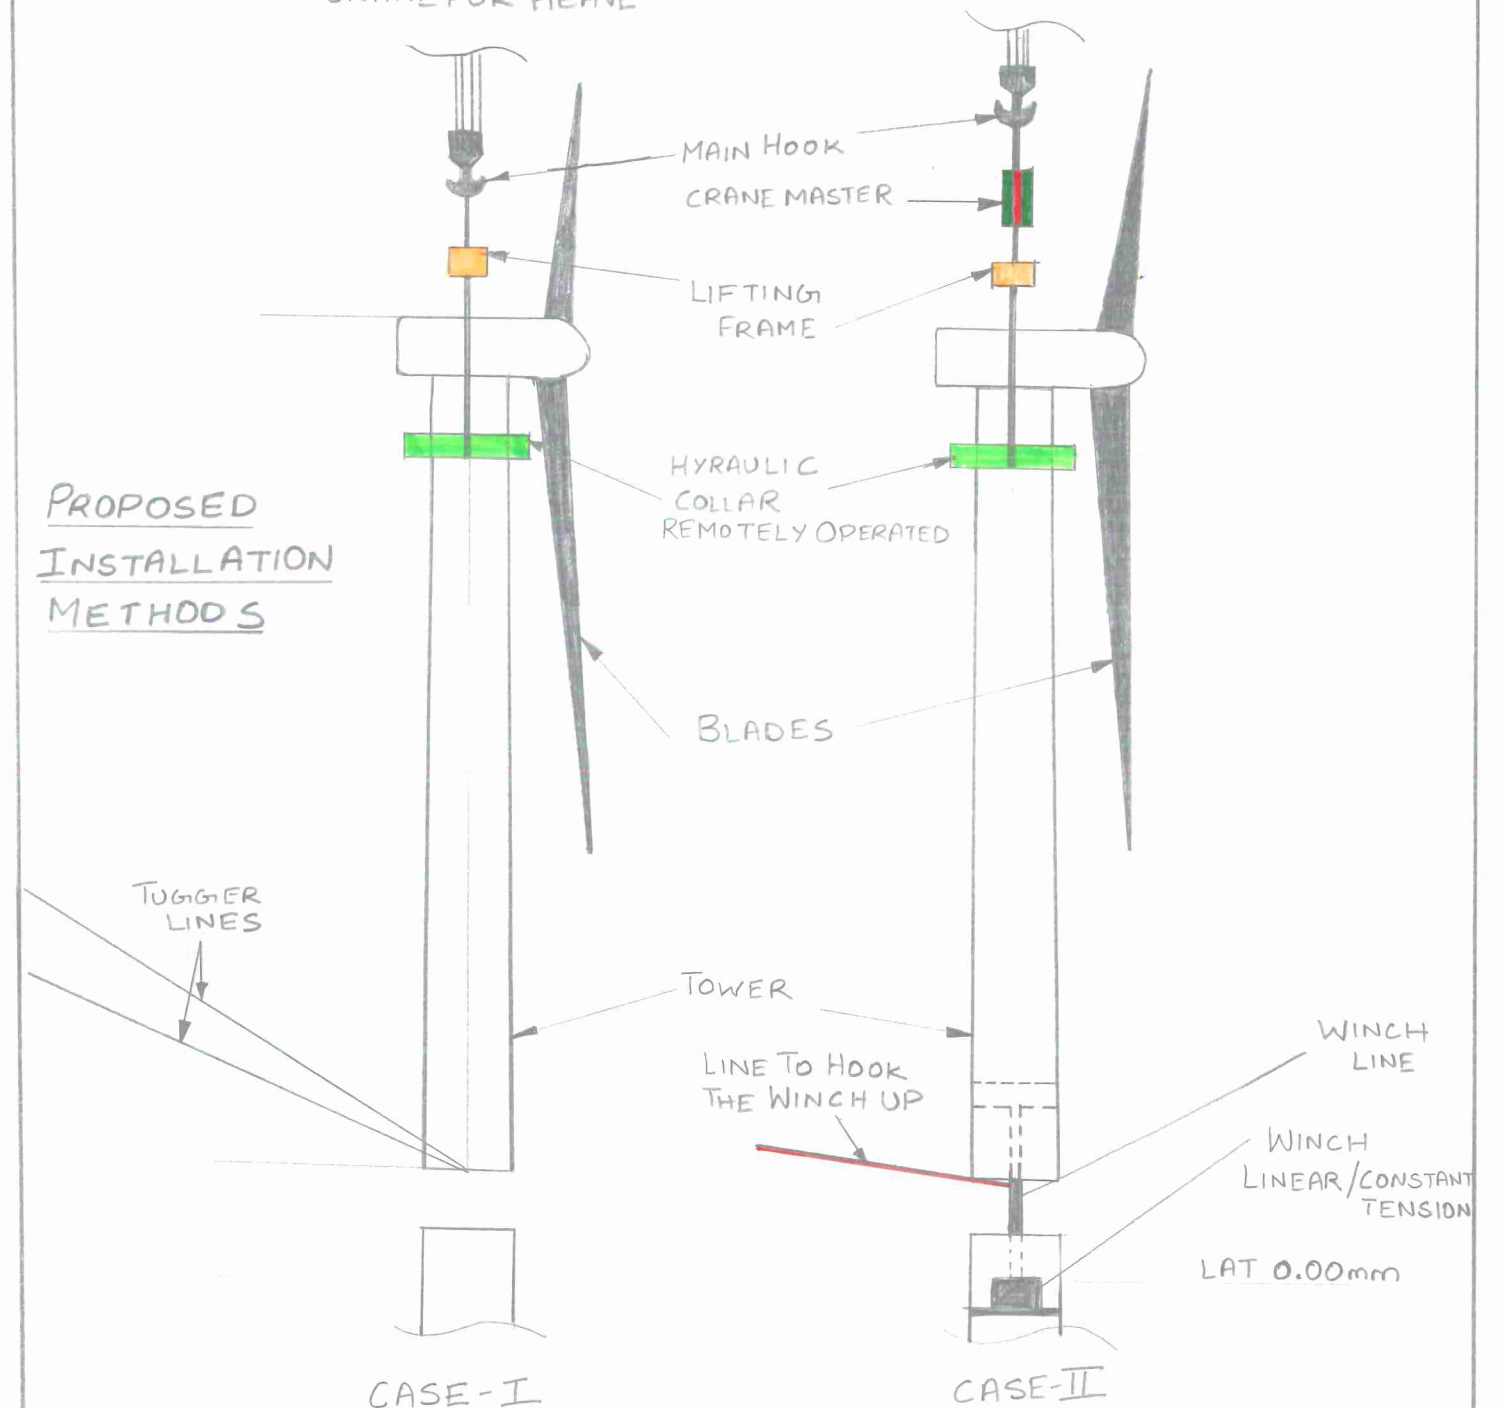 MAIN HOOK
CRANE MASTER
LIFTING
FRAME
HYRAULIC
COLLAR
REMOTELY OPERATED
PROPOSED
INSTALLATION
METHODS
BLADES
TUGGER
LINES
TOWER
LINE TO HOOK
THE WINCH UP
WINCH
LINE
WINCH
LINEAR/CONSTANT
TENSION
LAT 0.00mm
CASE-I
CASE-II